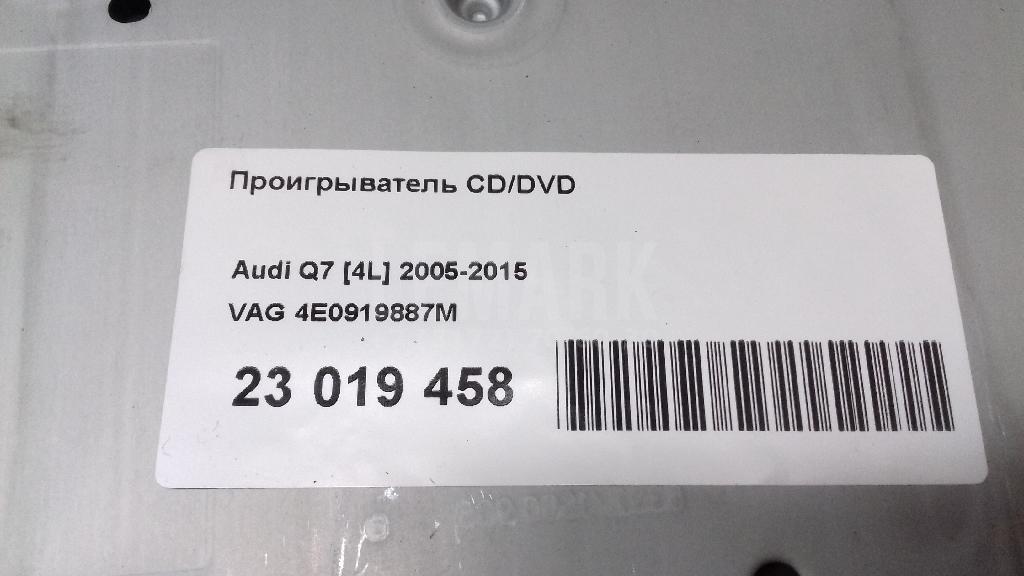 Проигрыватель CD/DVD
Audi Q7 [4L] 2005-2015
VAG 4E0919887M
23 019 458